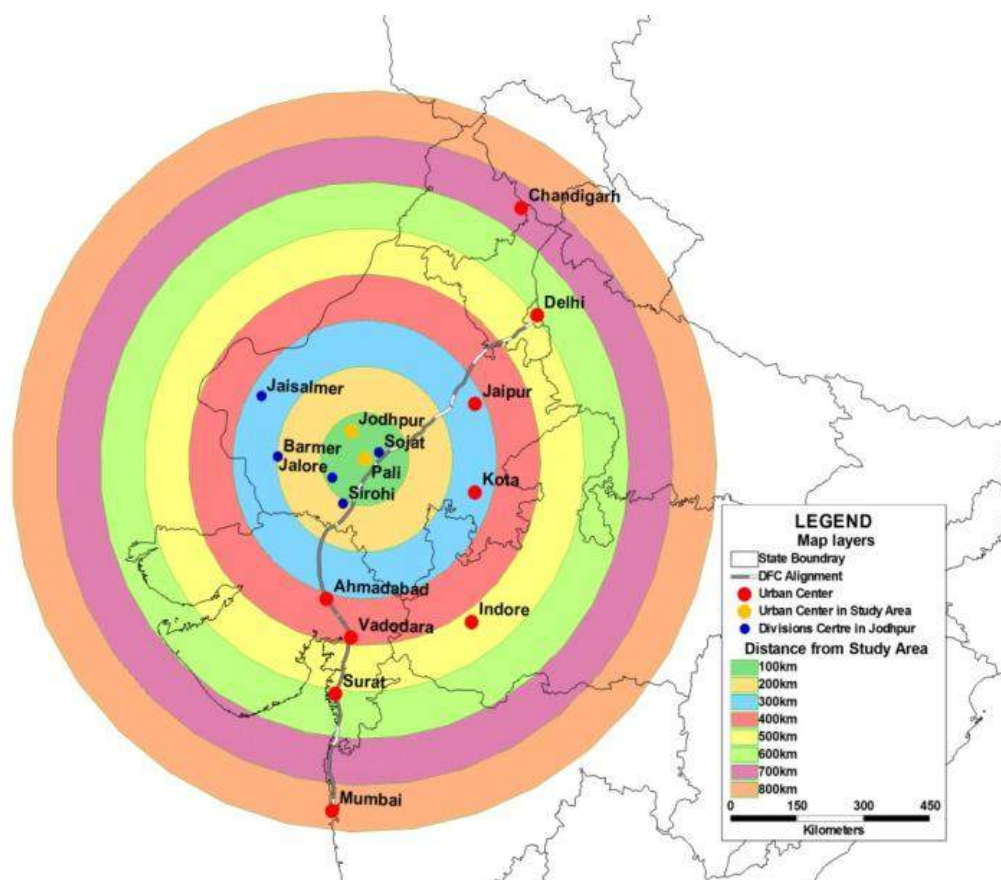 Chandigarh
Delhi
Jaisalmer
Jaipur
Jodhpur
Barmer
Sojat
Jalore
Pali
Sirohi
Kota
Ahmadabad
Vadodara
Indore
Surat
Mumbai
LEGEND
Map layers
State Boundray
DFC Alignment
Urban Center
Urban Center in Study Area
Divisions Centre in Jodhpur
Distance from Study Area
100km
200km
300km
400km
500km
600km
700km
800km
0 150 300 450
Kilometers